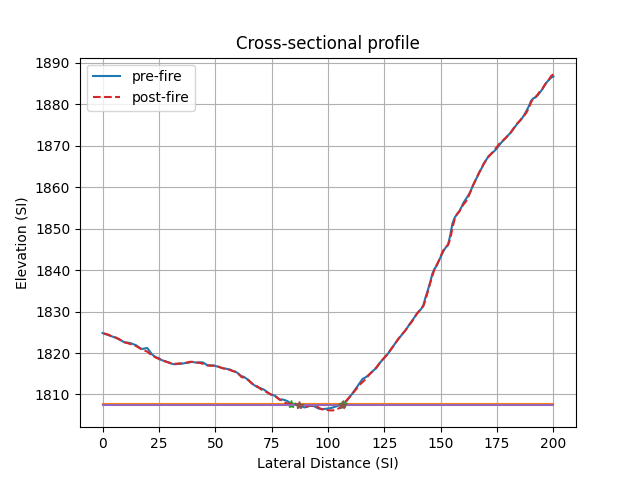 Cross-sectional profile
pre-fire
post-fire
Elevation (SI)
1890
1880
1870
1860
1850
1840
1830
1820
1810
0 25 50 75 100 125 150 175 200
Lateral Distance (SI)